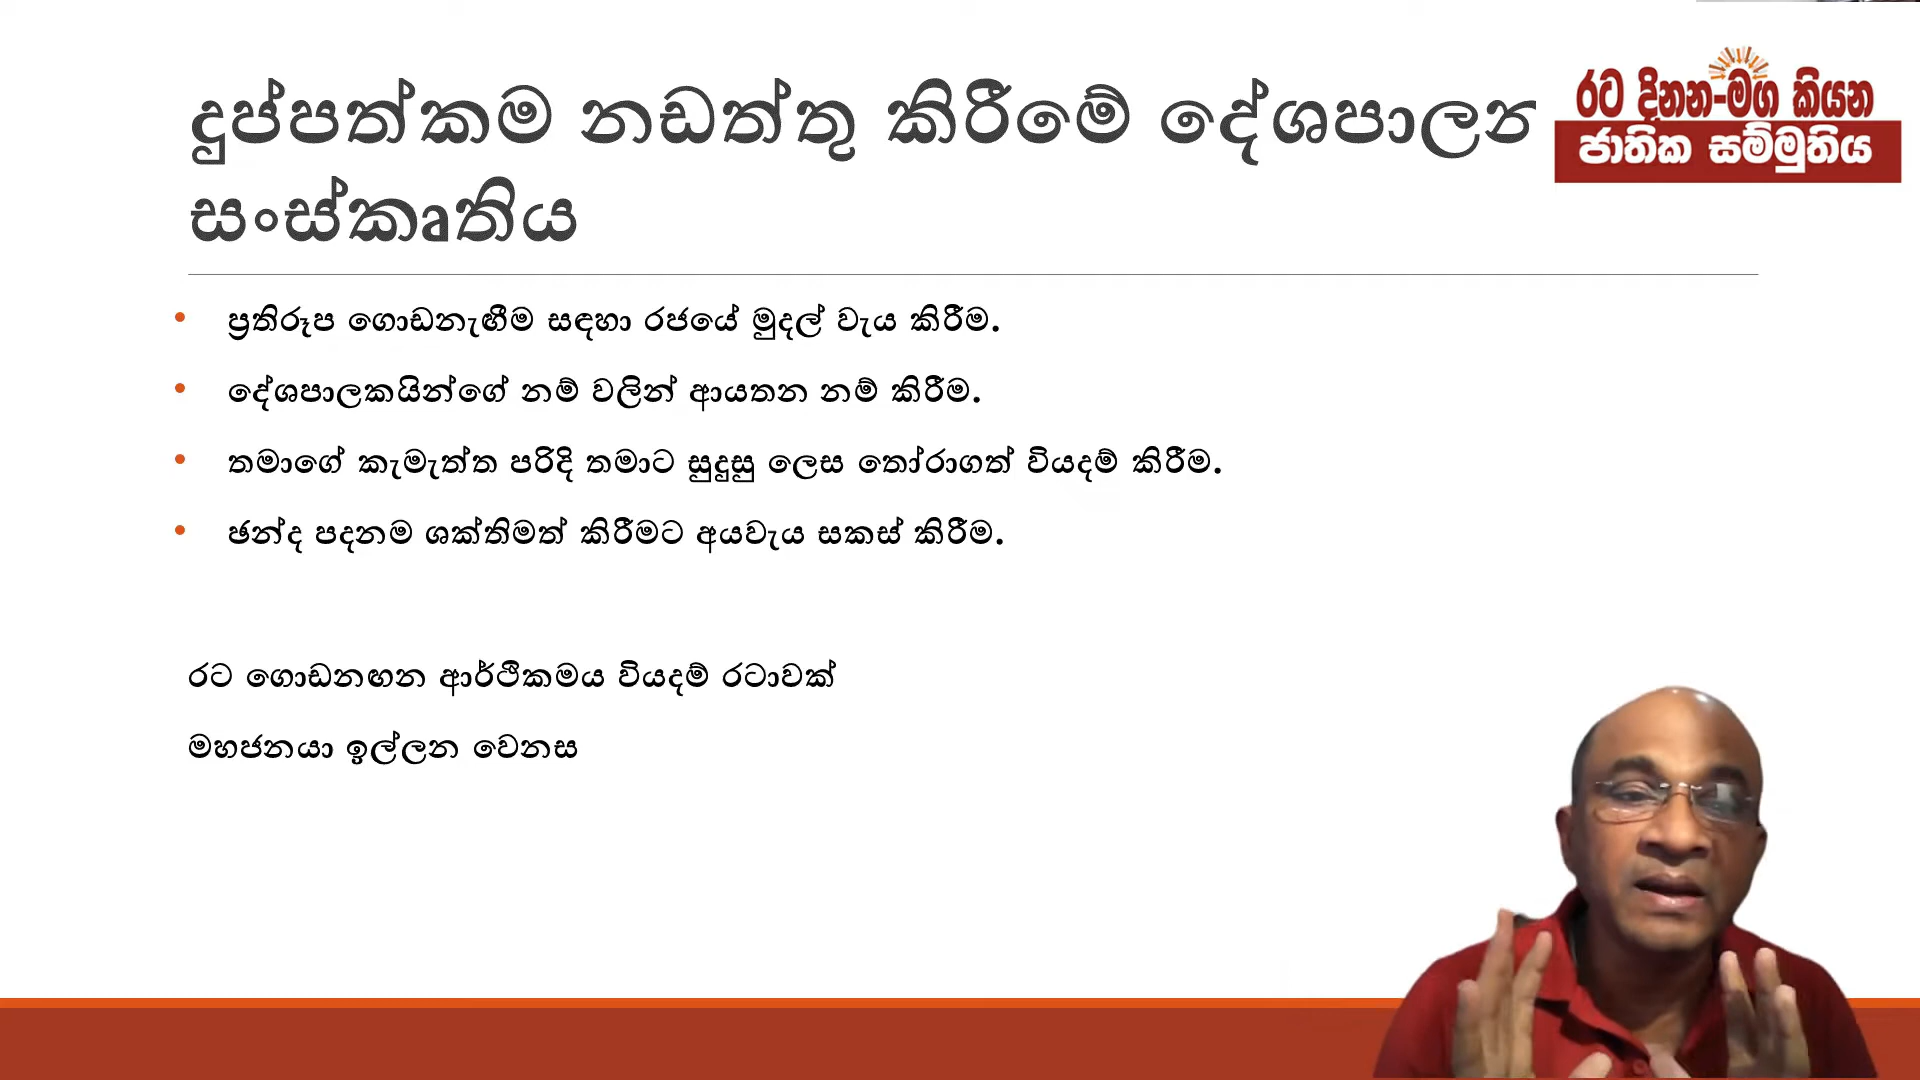 දුප්පත්කම නඩත්තු කිරීමේ දේශපාලන
සංස්කෘතිය
රට දිනන-මග කියන
ජාතික සම්මුතිය
• ප්‍රතිරූප ගොඩනැඟීම සඳහා රජයේ මුදල් වැය කිරීම.
• දේශපාලකයින්ගේ නම් වලින් ආයතන නම් කිරීම.
• තමාගේ කැමැත්ත පරිදි තමාට සුදුසු ලෙස තෝරාගත් වියදම් කිරීම.
• ඡන්ද පදනම ශක්තිමත් කිරීමට අයවැය සකස් කිරීම.
රට ගොඩනඟන ආර්ථිකමය වියදම් රටාවක්
මහජනයා ඉල්ලන වෙනස